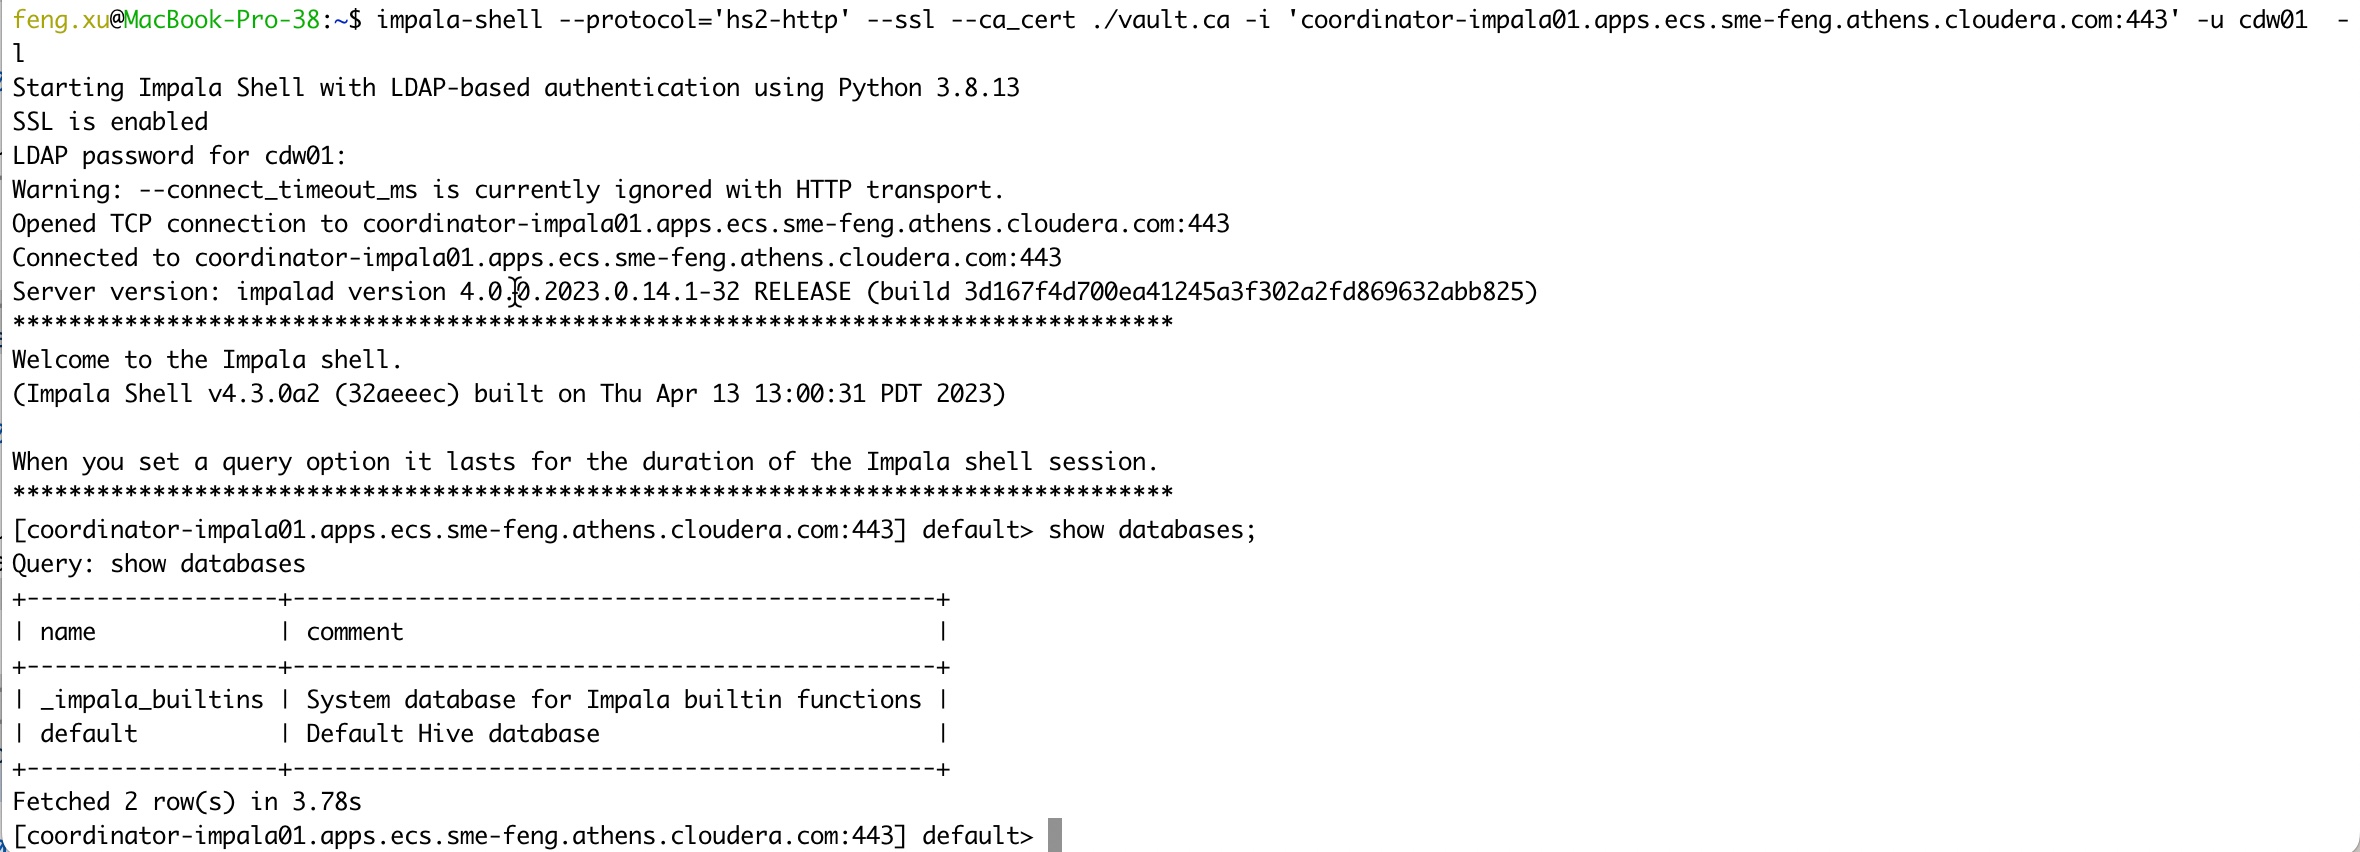 feng.xu@MacBook-Pro-38:~$ impala-shell --protocol='hs2-http' --ssl --ca_cert ./vault.ca -i 'coordinator-impala01.apps.ecs.sme-feng.athens.cloudera.com:443' -u cdw01  -
l
Starting Impala Shell with LDAP-based authentication using Python 3.8.13
SSL is enabled
LDAP password for cdw01:
Warning: --connect_timeout_ms is currently ignored with HTTP transport.
Opened TCP connection to coordinator-impala01.apps.ecs.sme-feng.athens.cloudera.com:443
Connected to coordinator-impala01.apps.ecs.sme-feng.athens.cloudera.com:443
Server version: impalad version 4.0.0.2023.0.14.1-32 RELEASE (build 3d167f4d700ea41245a3f302a2fd869632abb825)
***********************************************************************************
Welcome to the Impala shell.
(Impala Shell v4.3.0a2 (32aeeec) built on Thu Apr 13 13:00:31 PDT 2023)

When you set a query option it lasts for the duration of the Impala shell session.
***********************************************************************************
[coordinator-impala01.apps.ecs.sme-feng.athens.cloudera.com:443] default> show databases;
Query: show databases
+------------------+----------------------------------------------+
| name             | comment                                      |
+------------------+----------------------------------------------+
| _impala_builtins | System database for Impala builtin functions |
| default          | Default Hive database                        |
+------------------+----------------------------------------------+
Fetched 2 row(s) in 3.78s
[coordinator-impala01.apps.ecs.sme-feng.athens.cloudera.com:443] default>